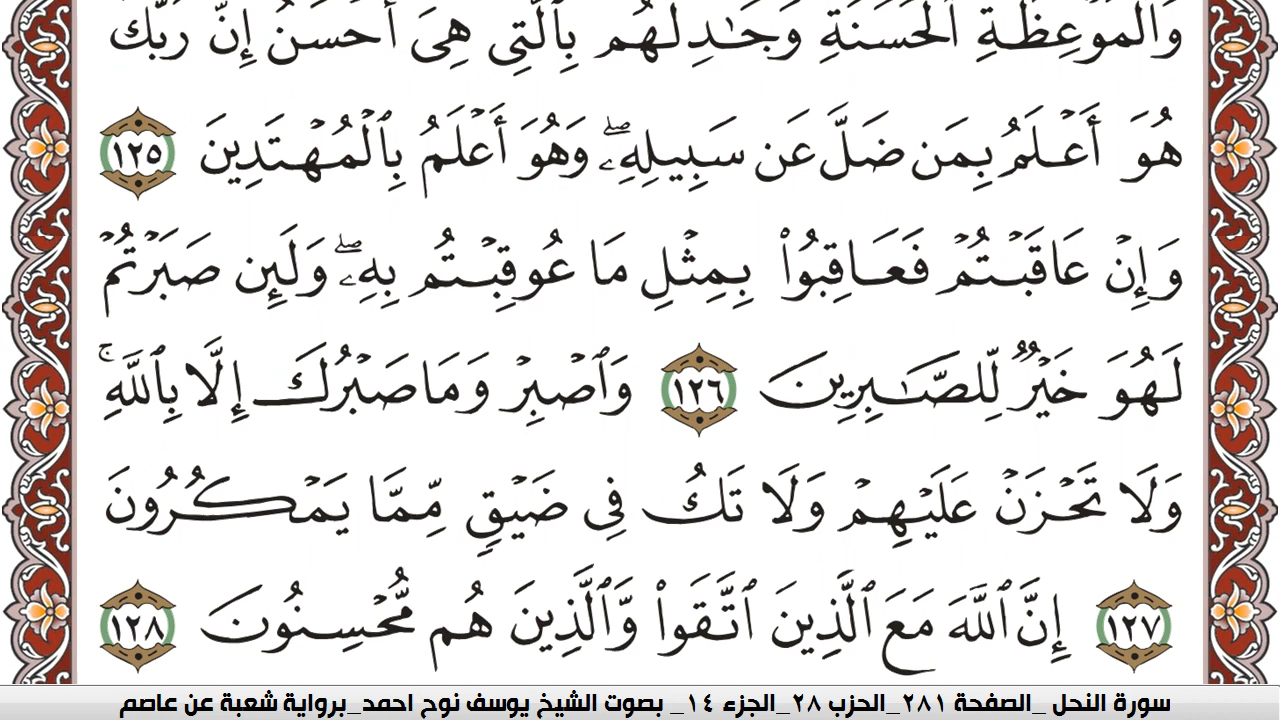 وَٱلْمَوْعِظَةِ ٱلْحَسَنَةِ وَجَـٰدِلْهُم بِٱلَّتِي هِيَ أَحْسَنُ إِنَّ رَبَّكَ
هُوَ أَعْلَمُ بِمَن ضَلَّ عَن سَبِيلِهِۦۖ وَهُوَ أَعْلَمُ بِٱلْمُهْتَدِينَ ١٢٥
وَإِنْ عَاقَبْتُمْ فَعَاقِبُوا۟ بِمِثْلِ مَا عُوقِبْتُم بِهِۦۖ وَلَئِن صَبَرْتُمْ
لَهُوَ خَيْرٌ لِّلصَّـٰبِرِينَ ١٢٦ وَٱصْبِرْ وَمَا صَبْرُكَ إِلَّا بِٱللَّهِۚ
وَلَا تَحْزَنْ عَلَيْهِمْ وَلَا تَكُ فِي ضَيْقٍ مِّمَّا يَمْكُرُونَ
١٢٧ إِنَّ ٱللَّهَ مَعَ ٱلَّذِينَ ٱتَّقَوا۟ وَّٱلَّذِينَ هُم مُّحْسِنُونَ ١٢٨
سورة النحل _الصفحة ٢٨١_الحزب ٢٨_الجزء ١٤_ بصوت الشيخ يوسف نوح احمد_برواية شعبة عن عاصم